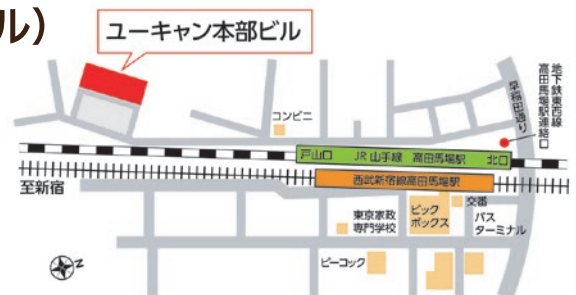 ル）
ユーキャン本部ビル
コンビニ
早稲田通り
地下鉄東西線
高田馬場駅連絡口
戸山口 JR 山手線 高田馬場駅 北口
西武新宿線高田馬場駅
至新宿
東京家政
専門学校
ビック
ボックス
交番
バス
ターミナル
ピーコック
Z